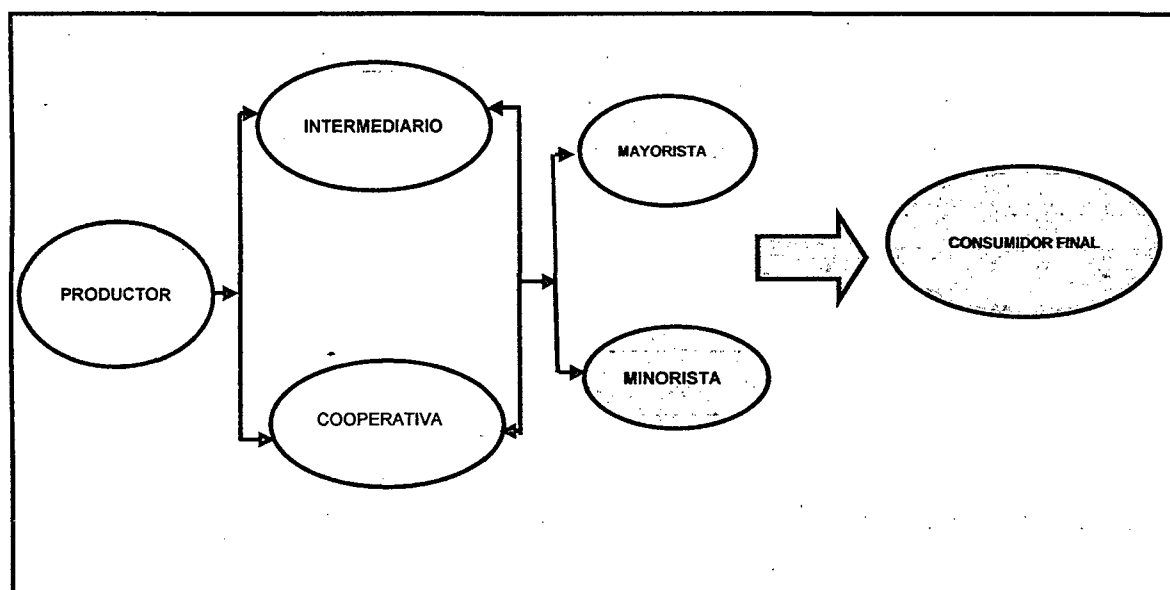 PRODUCTOR
INTERMEDIARIO
COOPERATIVA
MAYORISTA
MINORISTA
CONSUMIDOR FINAL